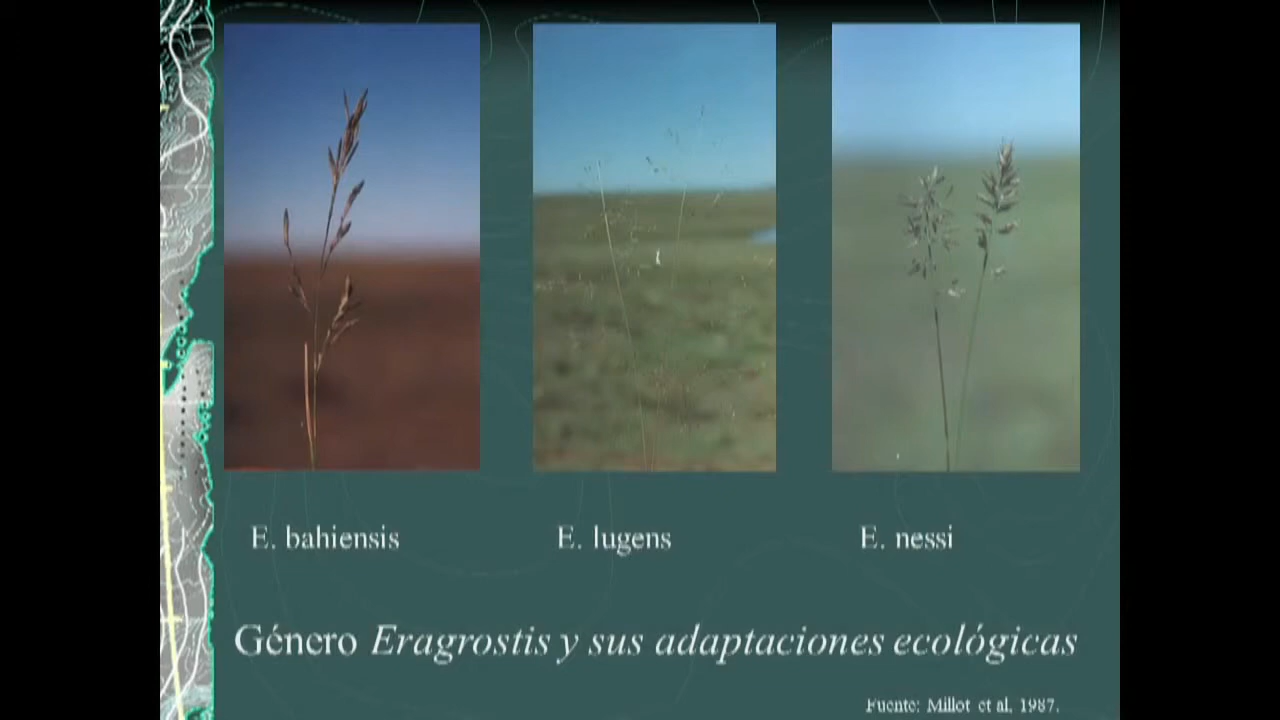 E. bahiensis
E. lugens
E. nessi
Género Eragrostis y sus adaptaciones ecológicas
Fuente: Millot et al, 1987.